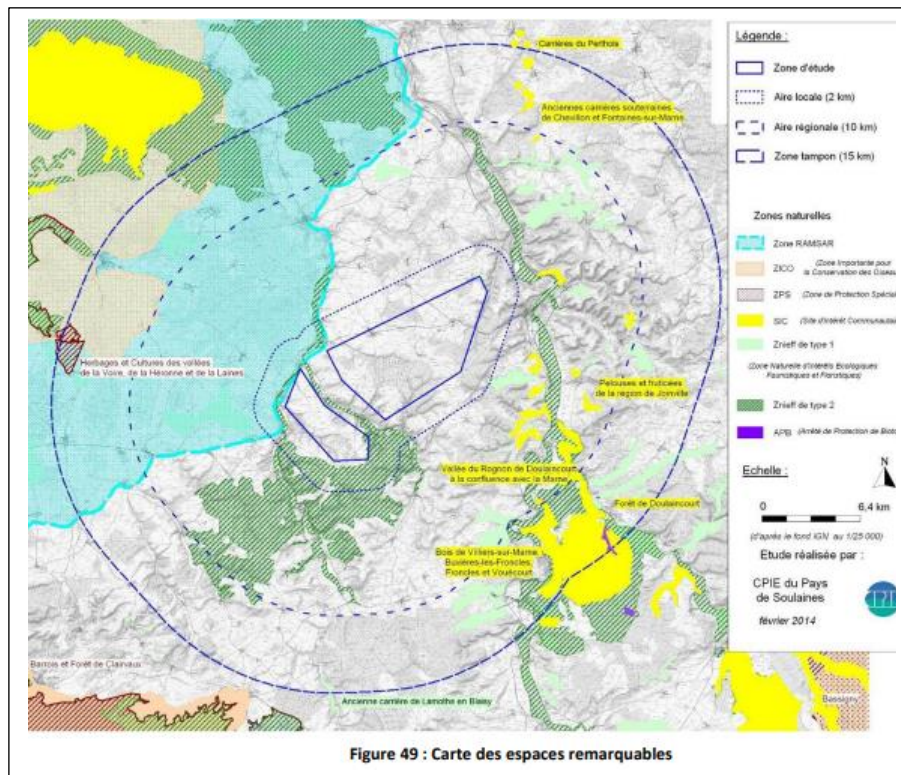 Carrières du Perthois
Anciennes carrières souterraines
de Chevillon et Fontaines-sur-Marne
Herbages et Cultures des vallées
de la Voire, de la Héronne et de la Laines
Pelouses et fruticées
de la région de Joinville
Vallée du Rognon de Doulaincourt
à la confluence avec la Marne
Forêt de Doulaincourt
Bois de Villiers-sur-Marne,
Buxières-les-Froncles,
Froncles et Vouécourt
Barrois et Forêt de Clairvaux
Ancienne carrière de Lamothe en Blaisy
Bassigny
Légende :
Zone d'étude
Aire locale (2 km)
Aire régionale (10 km)
Zone tampon (15 km)
Zones naturelles
Zone RAMSAR
ZICO
(Zone Importante pour
la Conservation des Oiseau
ZPS
(Zone de Protection Spécial
SIC
(Site d'Intérêt Communautai
Znieff de type 1
(Zone Naturelle d'Intérêts Ecologiques
Faunistiques et Floristiques)
Znieff de type 2
APB
(Arrêté de Protection de Bioto
Echelle :
N
0
6,4 km
(d'après le fond IGN au 1/25 000)
Etude réalisée par :
CPIE du Pays
de Soulaines
février 2014
CPIE
Figure 49 : Carte des espaces remarquables